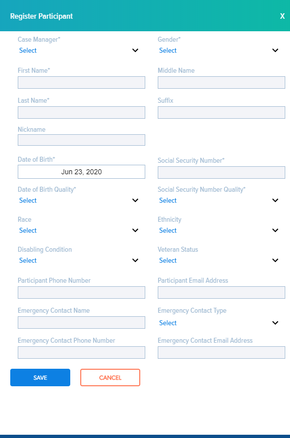 Register Participant X
Case Manager* Gender*
Select Select
First Name* Middle Name
Last Name* Suffix
Nickname
Date of Birth* Social Security Number*
Jun 23, 2020
Date of Birth Quality* Social Security Number Quality*
Select Select
Race Ethnicity
Select Select
Disabling Condition Veteran Status
Select Select
Participant Phone Number Participant Email Address
Emergency Contact Name Emergency Contact Type
Select
Emergency Contact Phone Number Emergency Contact Email Address
SAVE CANCEL